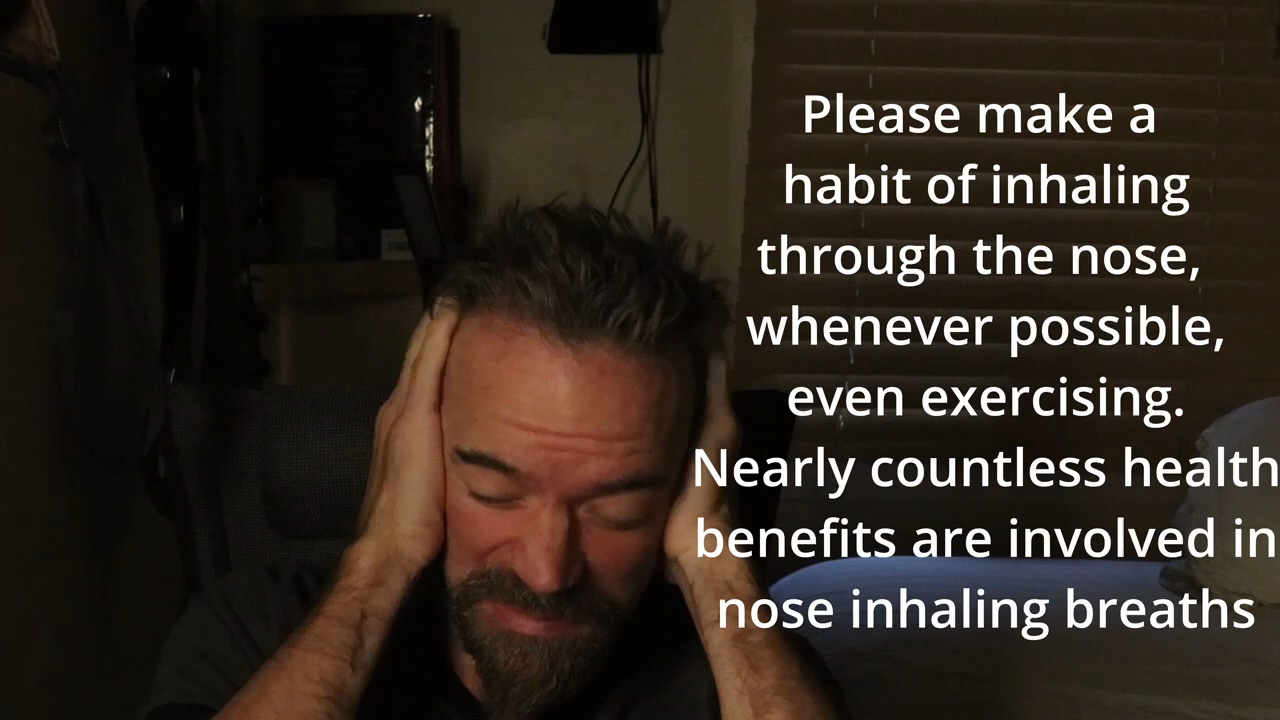 Please make a
habit of inhaling
through the nose,
whenever possible,
even exercising.
Nearly countless health
benefits are involved in
nose inhaling breaths